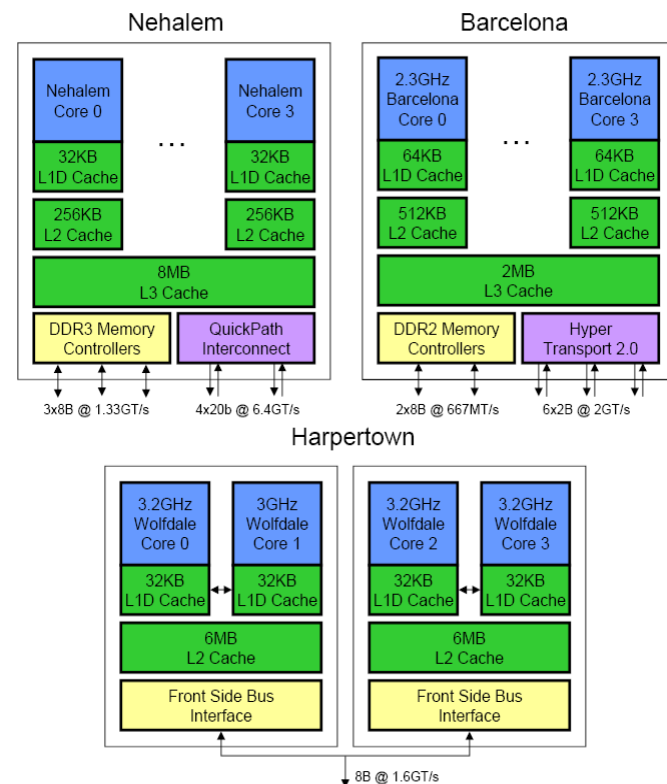 Nehalem
Barcelona
Nehalem
Core 0
Nehalem
Core 3
2.3GHz
Barcelona
Core 0
2.3GHz
Barcelona
Core 3
...
...
32KB
L1D Cache
32KB
L1D Cache
64KB
L1D Cache
64KB
L1D Cache
256KB
L2 Cache
256KB
L2 Cache
512KB
L2 Cache
512KB
L2 Cache
8MB
L3 Cache
2MB
L3 Cache
DDR3 Memory
Controllers
QuickPath
Interconnect
DDR2 Memory
Controllers
Hyper
Transport 2.0
3x8B @ 1.33GT/s
4x20b @ 6.4GT/s
2x8B @ 667MT/s
6x2B @ 2GT/s
Harpertown
3.2GHz
Wolfdale
Core 0
3GHz
Wolfdale
Core 1
3.2GHz
Wolfdale
Core 2
3.2GHz
Wolfdale
Core 3
32KB
L1D Cache
32KB
L1D Cache
32KB
L1D Cache
32KB
L1D Cache
6MB
L2 Cache
6MB
L2 Cache
Front Side Bus
Interface
Front Side Bus
Interface
8B @ 1.6GT/s